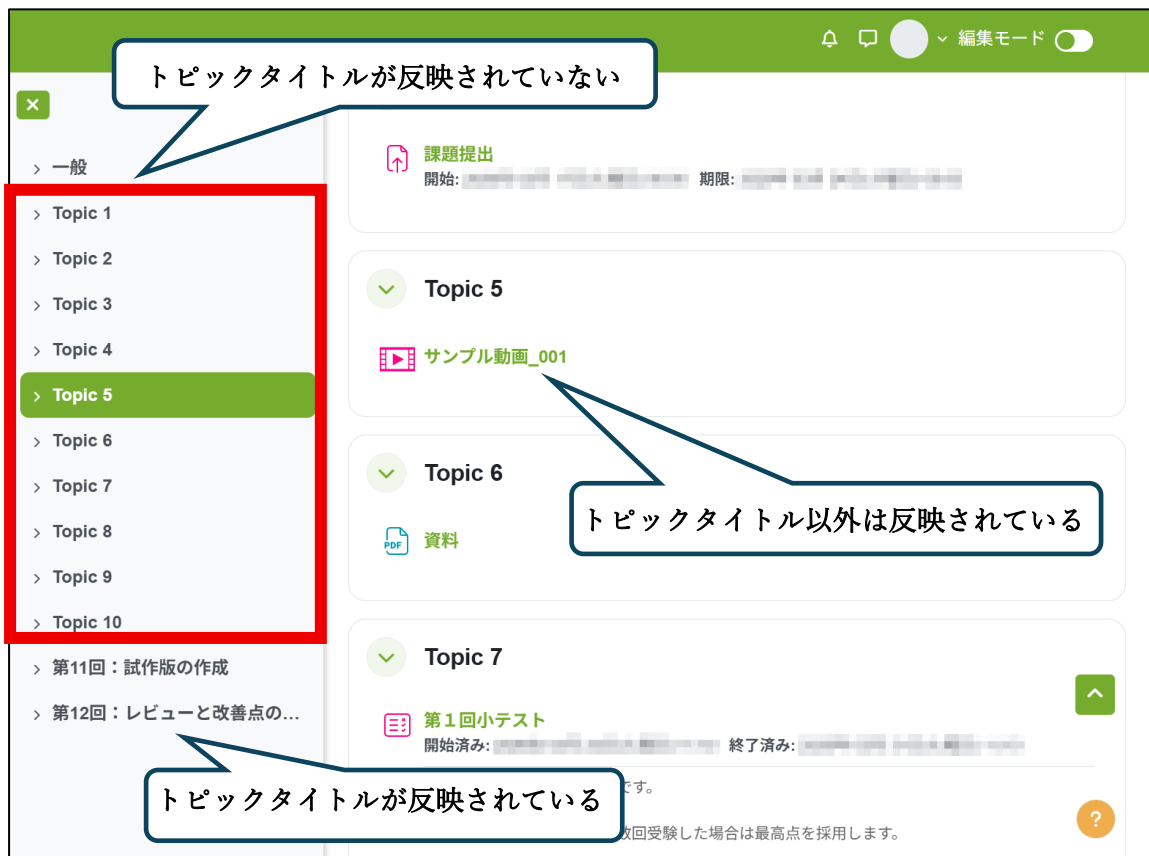 編集モード
トピックタイトルが反映されていない
一般
Topic 1
Topic 2
Topic 3
Topic 4
Topic 5
Topic 6
Topic 7
Topic 8
Topic 9
Topic 10
第11回：試作版の作成
第12回：レビューと改善点の...
トピックタイトルが反映されている
課題提出
開始: 期限:
Topic 5
サンプル動画_001
トピックタイトル以外は反映されている
Topic 6
PDF 資料
Topic 7
第１回小テスト
開始済み: 終了済み:
です。
数回受験した場合は最高点を採用します。
?